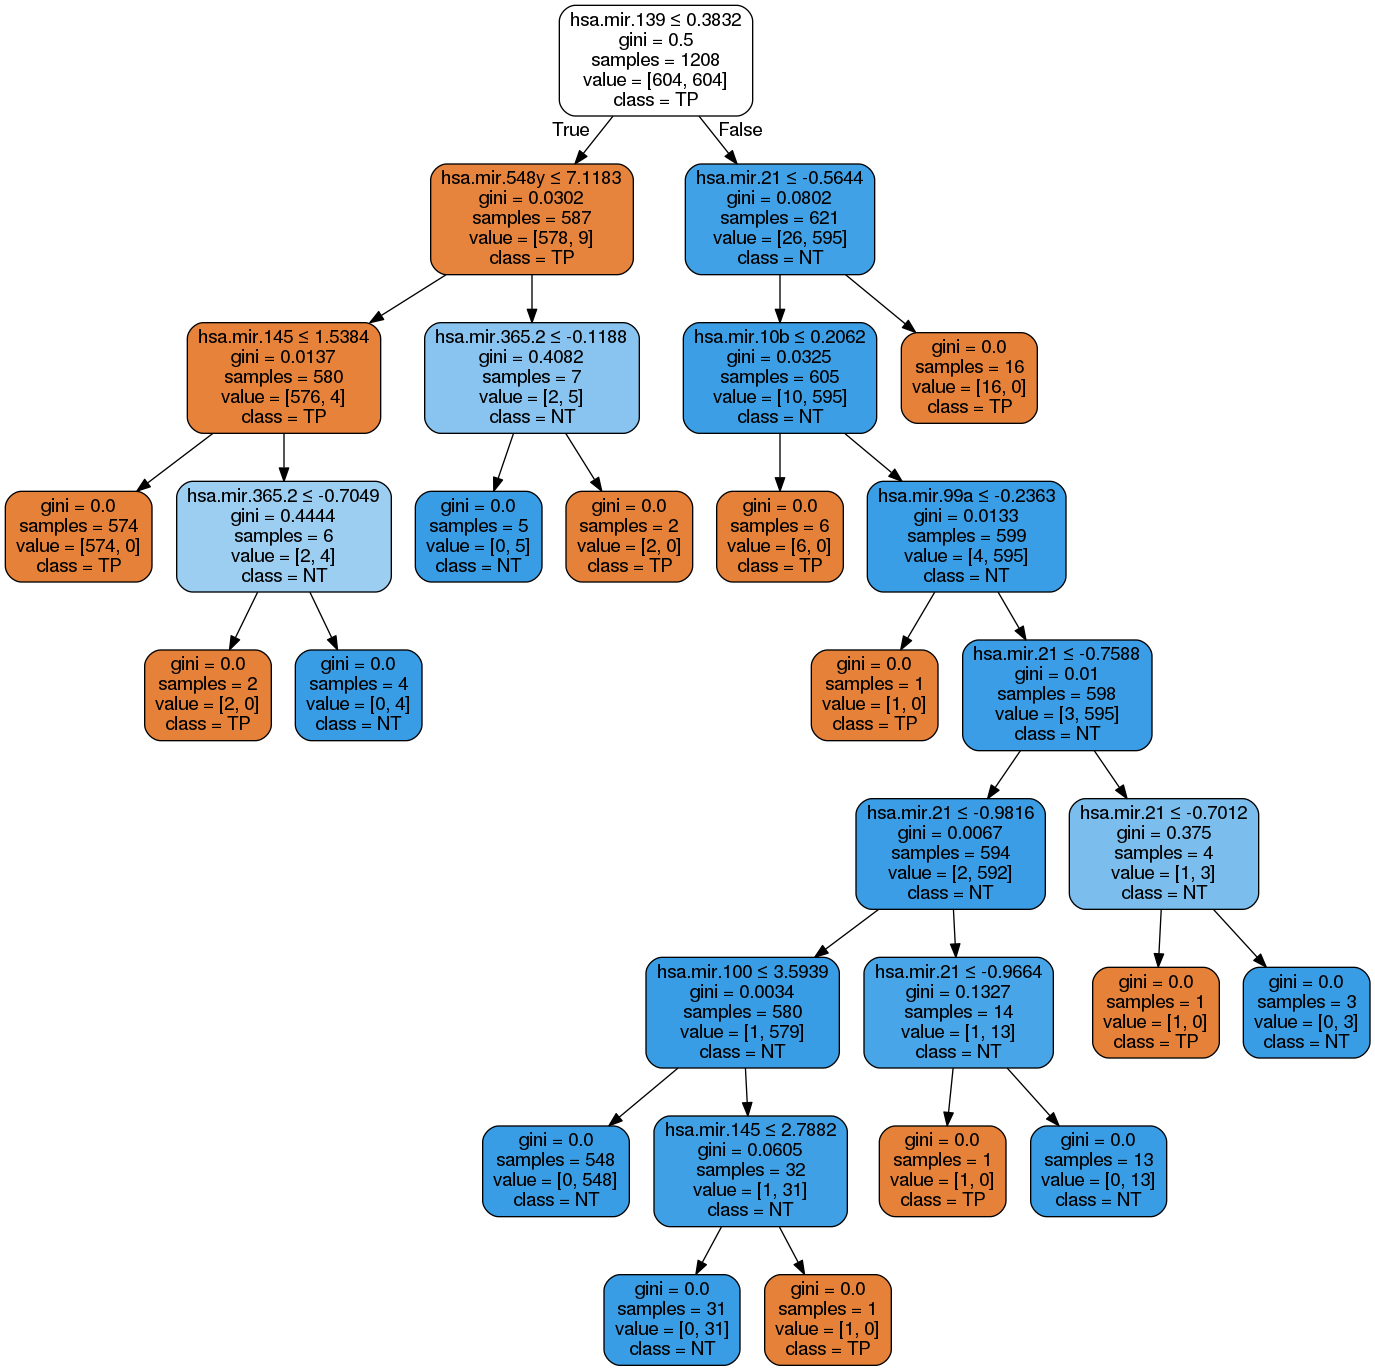 hsa.mir.139 ≤ 0.3832
gini = 0.5
samples = 1208
value = [604, 604]
class = TP
True
False
hsa.mir.548y ≤ 7.1183
gini = 0.0302
samples = 587
value = [578, 9]
class = TP
hsa.mir.21 ≤ -0.5644
gini = 0.0802
samples = 621
value = [26, 595]
class = NT
hsa.mir.145 ≤ 1.5384
gini = 0.0137
samples = 580
value = [576, 4]
class = TP
hsa.mir.365.2 ≤ -0.1188
gini = 0.4082
samples = 7
value = [2, 5]
class = NT
hsa.mir.10b ≤ 0.2062
gini = 0.0325
samples = 605
value = [10, 595]
class = NT
gini = 0.0
samples = 16
value = [16, 0]
class = TP
gini = 0.0
samples = 574
value = [574, 0]
class = TP
hsa.mir.365.2 ≤ -0.7049
gini = 0.4444
samples = 6
value = [2, 4]
class = NT
gini = 0.0
samples = 5
value = [0, 5]
class = NT
gini = 0.0
samples = 2
value = [2, 0]
class = TP
gini = 0.0
samples = 6
value = [6, 0]
class = TP
hsa.mir.99a ≤ -0.2363
gini = 0.0133
samples = 599
value = [4, 595]
class = NT
gini = 0.0
samples = 2
value = [2, 0]
class = TP
gini = 0.0
samples = 4
value = [0, 4]
class = NT
gini = 0.0
samples = 1
value = [1, 0]
class = TP
hsa.mir.21 ≤ -0.7588
gini = 0.01
samples = 598
value = [3, 595]
class = NT
hsa.mir.21 ≤ -0.9816
gini = 0.0067
samples = 594
value = [2, 592]
class = NT
hsa.mir.21 ≤ -0.7012
gini = 0.375
samples = 4
value = [1, 3]
class = NT
hsa.mir.100 ≤ 3.5939
gini = 0.0034
samples = 580
value = [1, 579]
class = NT
hsa.mir.21 ≤ -0.9664
gini = 0.1327
samples = 14
value = [1, 13]
class = NT
gini = 0.0
samples = 1
value = [1, 0]
class = TP
gini = 0.0
samples = 3
value = [0, 3]
class = NT
gini = 0.0
samples = 548
value = [0, 548]
class = NT
hsa.mir.145 ≤ 2.7882
gini = 0.0605
samples = 32
value = [1, 31]
class = NT
gini = 0.0
samples = 1
value = [1, 0]
class = TP
gini = 0.0
samples = 13
value = [0, 13]
class = NT
gini = 0.0
samples = 31
value = [0, 31]
class = NT
gini = 0.0
samples = 1
value = [1, 0]
class = TP